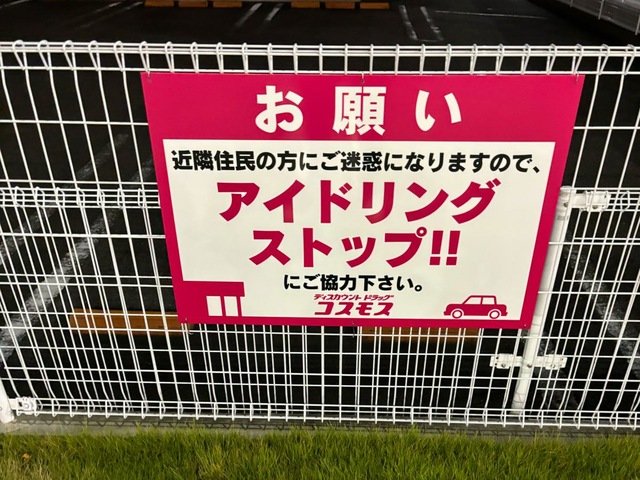 お願い
近隣住民の方にご迷惑になりますので、
アイドリング
ストップ!!
にご協力下さい。
ディスカウント ドラッグ
コスモス